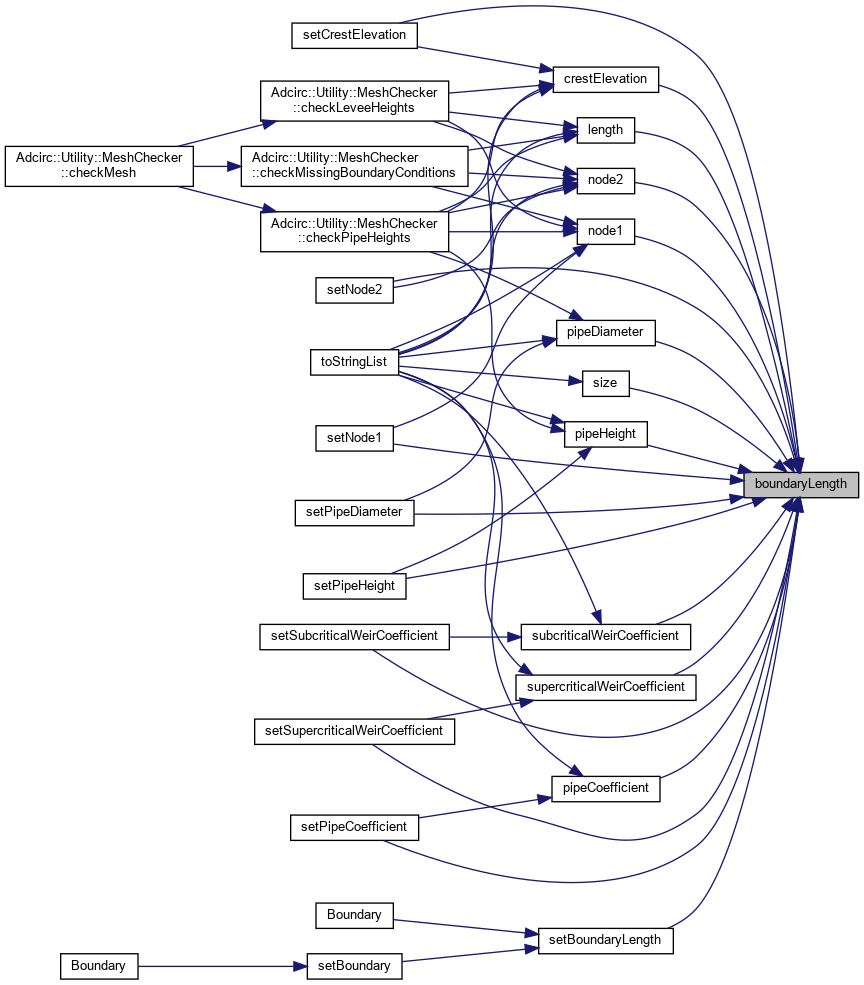 setCrestElevation
crestElevation
Adcirc::Utility::MeshChecker
::checkLeveeHeights
length
Adcirc::Utility::MeshChecker
::checkMesh
Adcirc::Utility::MeshChecker
::checkMissingBoundaryConditions
node2
Adcirc::Utility::MeshChecker
::checkPipeHeights
node1
setNode2
pipeDiameter
toStringList
size
setNode1
pipeHeight
boundaryLength
setPipeDiameter
setPipeHeight
setSubcriticalWeirCoefficient
subcriticalWeirCoefficient
supercriticalWeirCoefficient
setSupercriticalWeirCoefficient
pipeCoefficient
setPipeCoefficient
Boundary
setBoundaryLength
Boundary
setBoundary